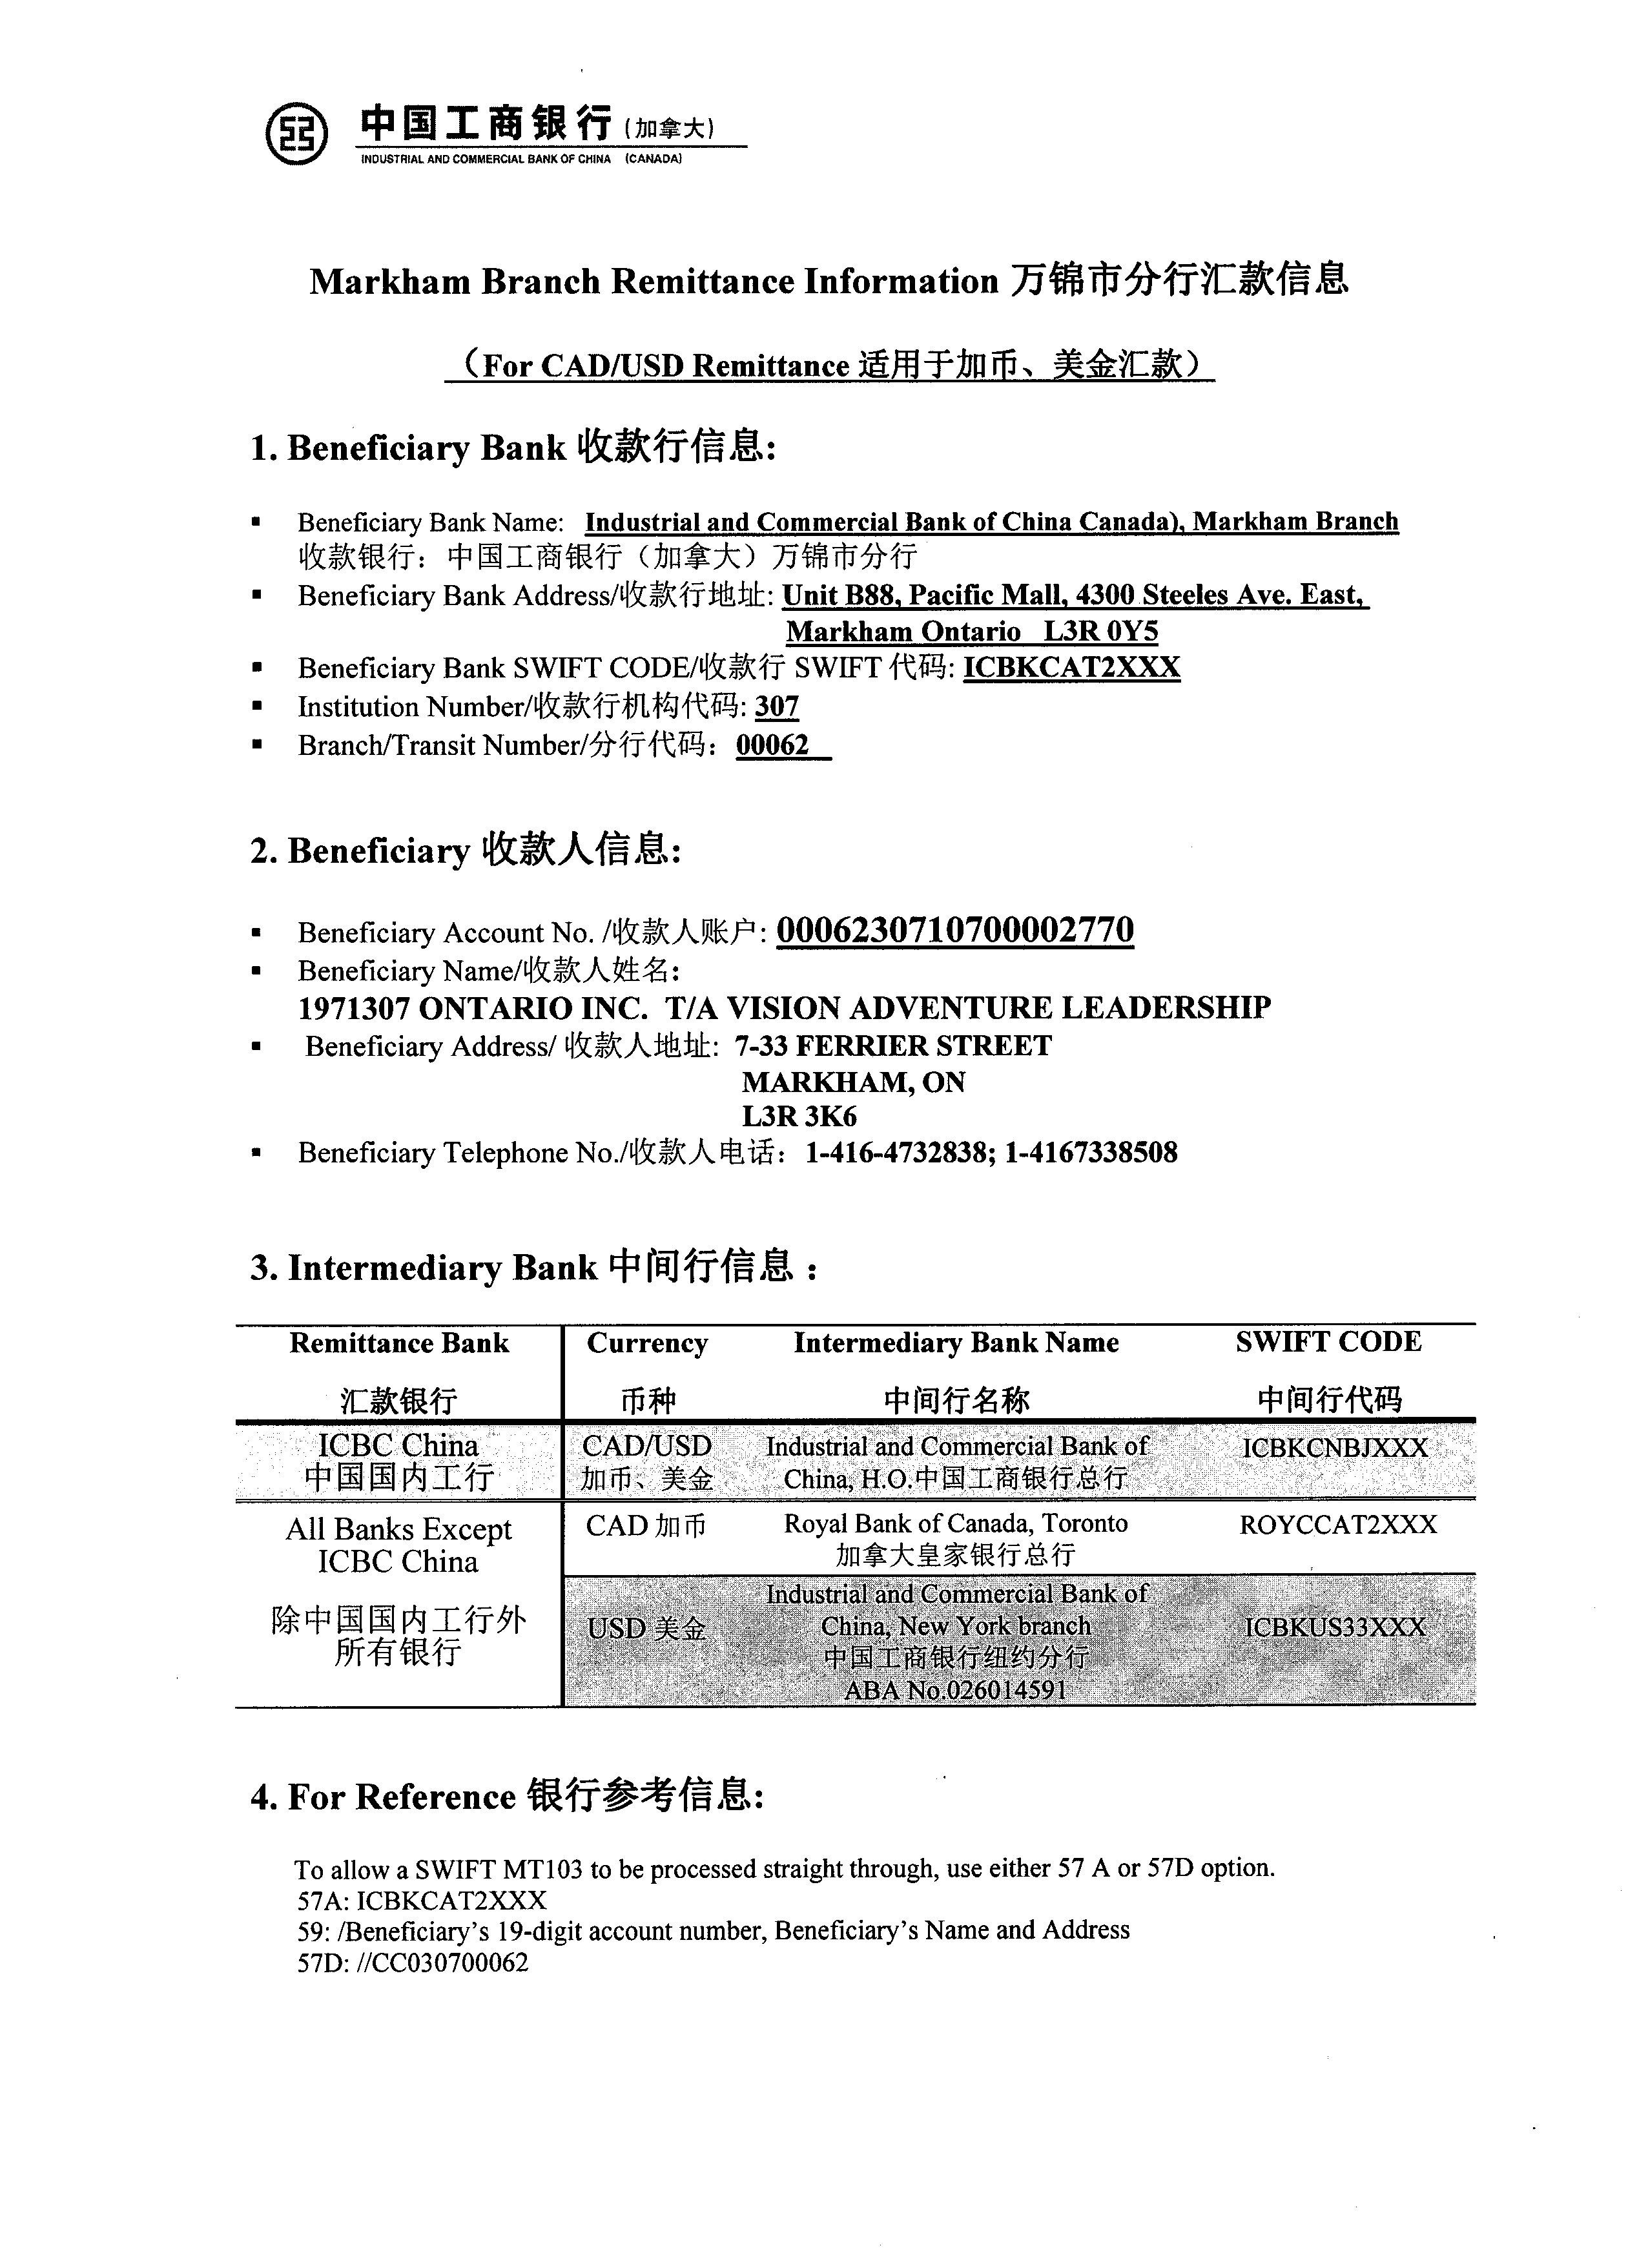 中国工商银行(加拿大)
INDUSTRIAL AND COMMERCIAL BANK OF CHINA (CANADA)
Markham Branch Remittance Information 万锦市分行汇款信息
（For CAD/USD Remittance 适用于加币、美金汇款）
1. Beneficiary Bank 收款行信息:
▪ Beneficiary Bank Name: Industrial and Commercial Bank of China Canada), Markham Branch
收款银行：中国工商银行（加拿大）万锦市分行
▪ Beneficiary Bank Address/收款行地址: Unit B88, Pacific Mall, 4300 Steeles Ave. East,
Markham Ontario L3R 0Y5
▪ Beneficiary Bank SWIFT CODE/收款行 SWIFT 代码: ICBKCAT2XXX
▪ Institution Number/收款行机构代码: 307
▪ Branch/Transit Number/分行代码：00062
2. Beneficiary 收款人信息:
▪ Beneficiary Account No. /收款人账户: 0006230710700002770
▪ Beneficiary Name/收款人姓名:
1971307 ONTARIO INC. T/A VISION ADVENTURE LEADERSHIP
▪ Beneficiary Address/ 收款人地址: 7-33 FERRIER STREET
MARKHAM, ON
L3R 3K6
▪ Beneficiary Telephone No./收款人电话：1-416-4732838; 1-4167338508
3. Intermediary Bank 中间行信息：
Remittance Bank Currency Intermediary Bank Name SWIFT CODE
汇款银行 币种 中间行名称 中间行代码
ICBC China CAD/USD Industrial and Commercial Bank of ICBKCNBJXXX
中国国内工行 加币、美金 China, H.O.中国工商银行总行
All Banks Except CAD 加币 Royal Bank of Canada, Toronto ROYCCAT2XXX
ICBC China 加拿大皇家银行总行
Industrial and Commercial Bank of
除中国国内工行外 USD 美金 China, New York branch ICBKUS33XXX
所有银行 中国工商银行纽约分行
ABA No.026014591
4. For Reference 银行参考信息:
To allow a SWIFT MT103 to be processed straight through, use either 57 A or 57D option.
57A: ICBKCAT2XXX
59: /Beneficiary’s 19-digit account number, Beneficiary’s Name and Address
57D: //CC030700062